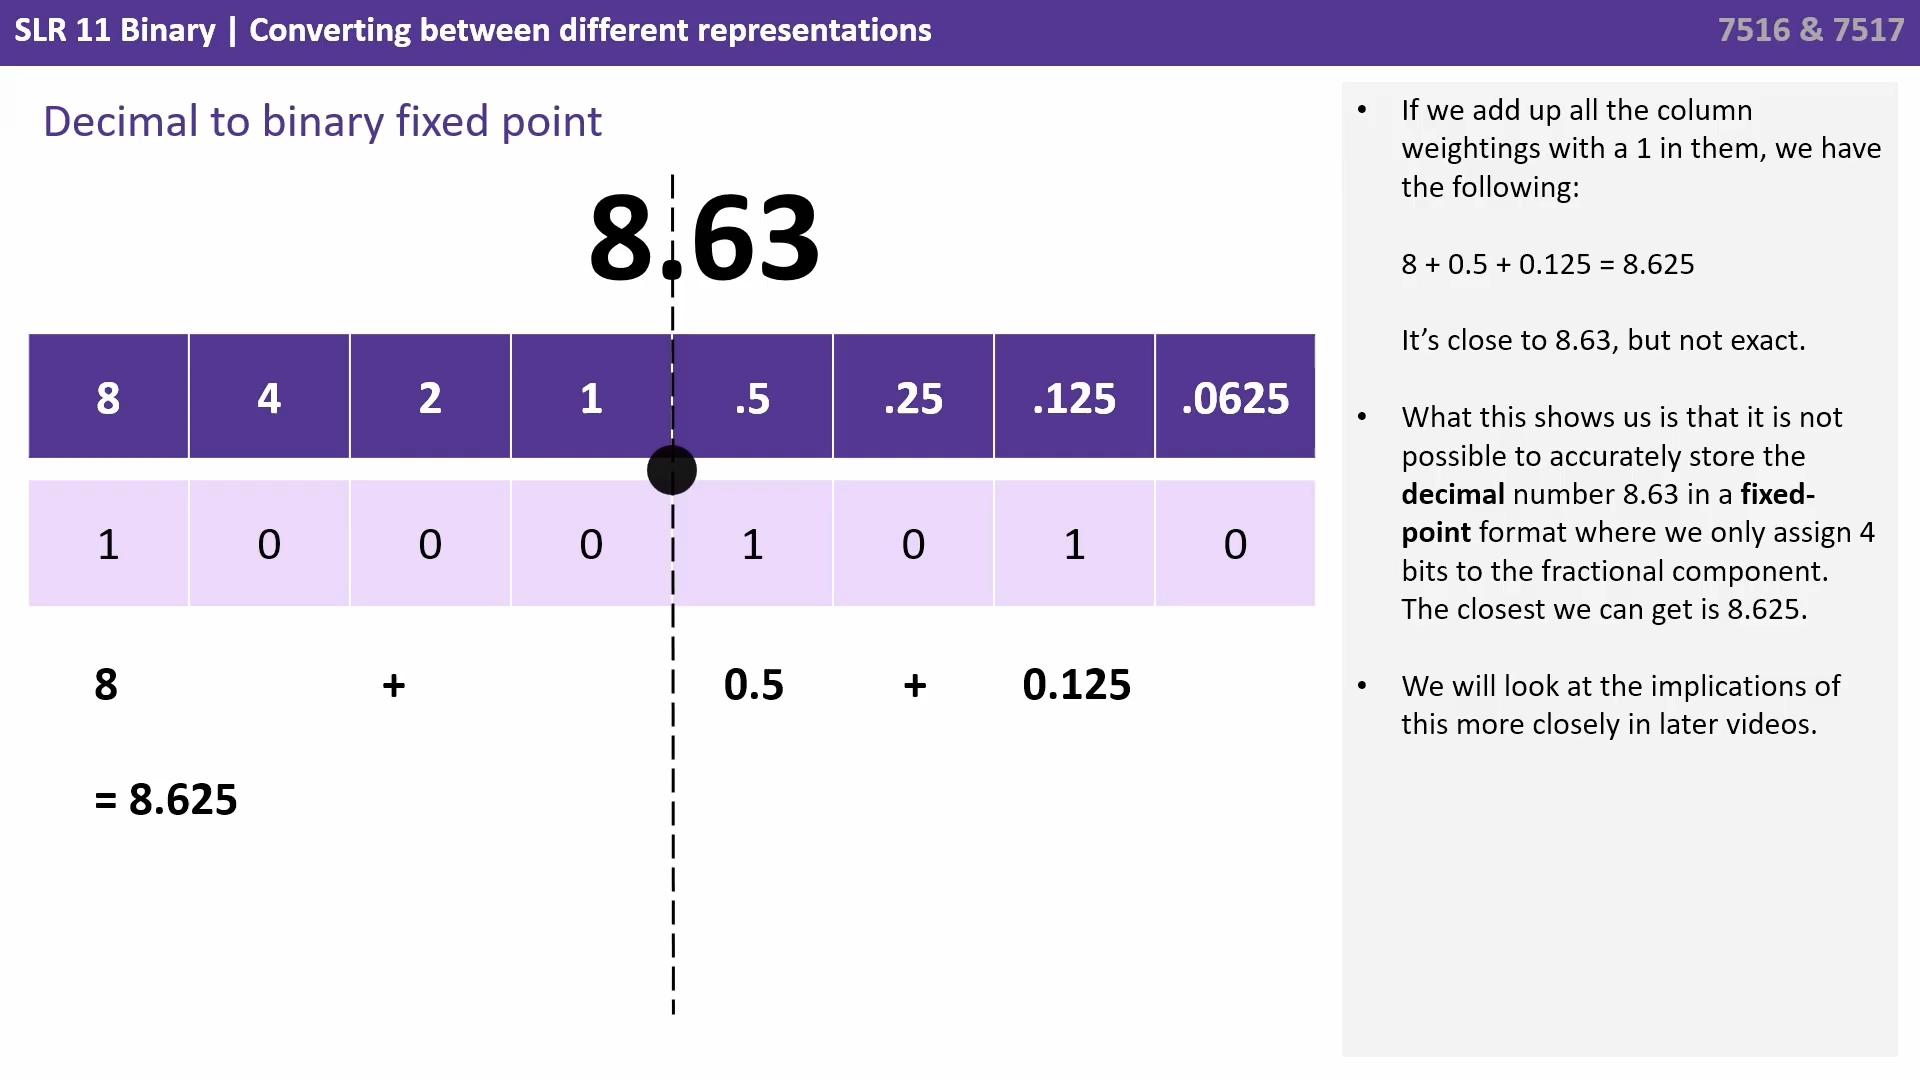 SLR 11 Binary | Converting between different representations
7516 & 7517
Decimal to binary fixed point
8.63
8 4 2 1 .5 .25 .125 .0625
1 0 0 0 1 0 1 0
8 + 0.5 + 0.125
= 8.625
• If we add up all the column
weightings with a 1 in them, we have
the following:
8 + 0.5 + 0.125 = 8.625
It’s close to 8.63, but not exact.
• What this shows us is that it is not
possible to accurately store the
decimal number 8.63 in a fixed-
point format where we only assign 4
bits to the fractional component.
The closest we can get is 8.625.
• We will look at the implications of
this more closely in later videos.